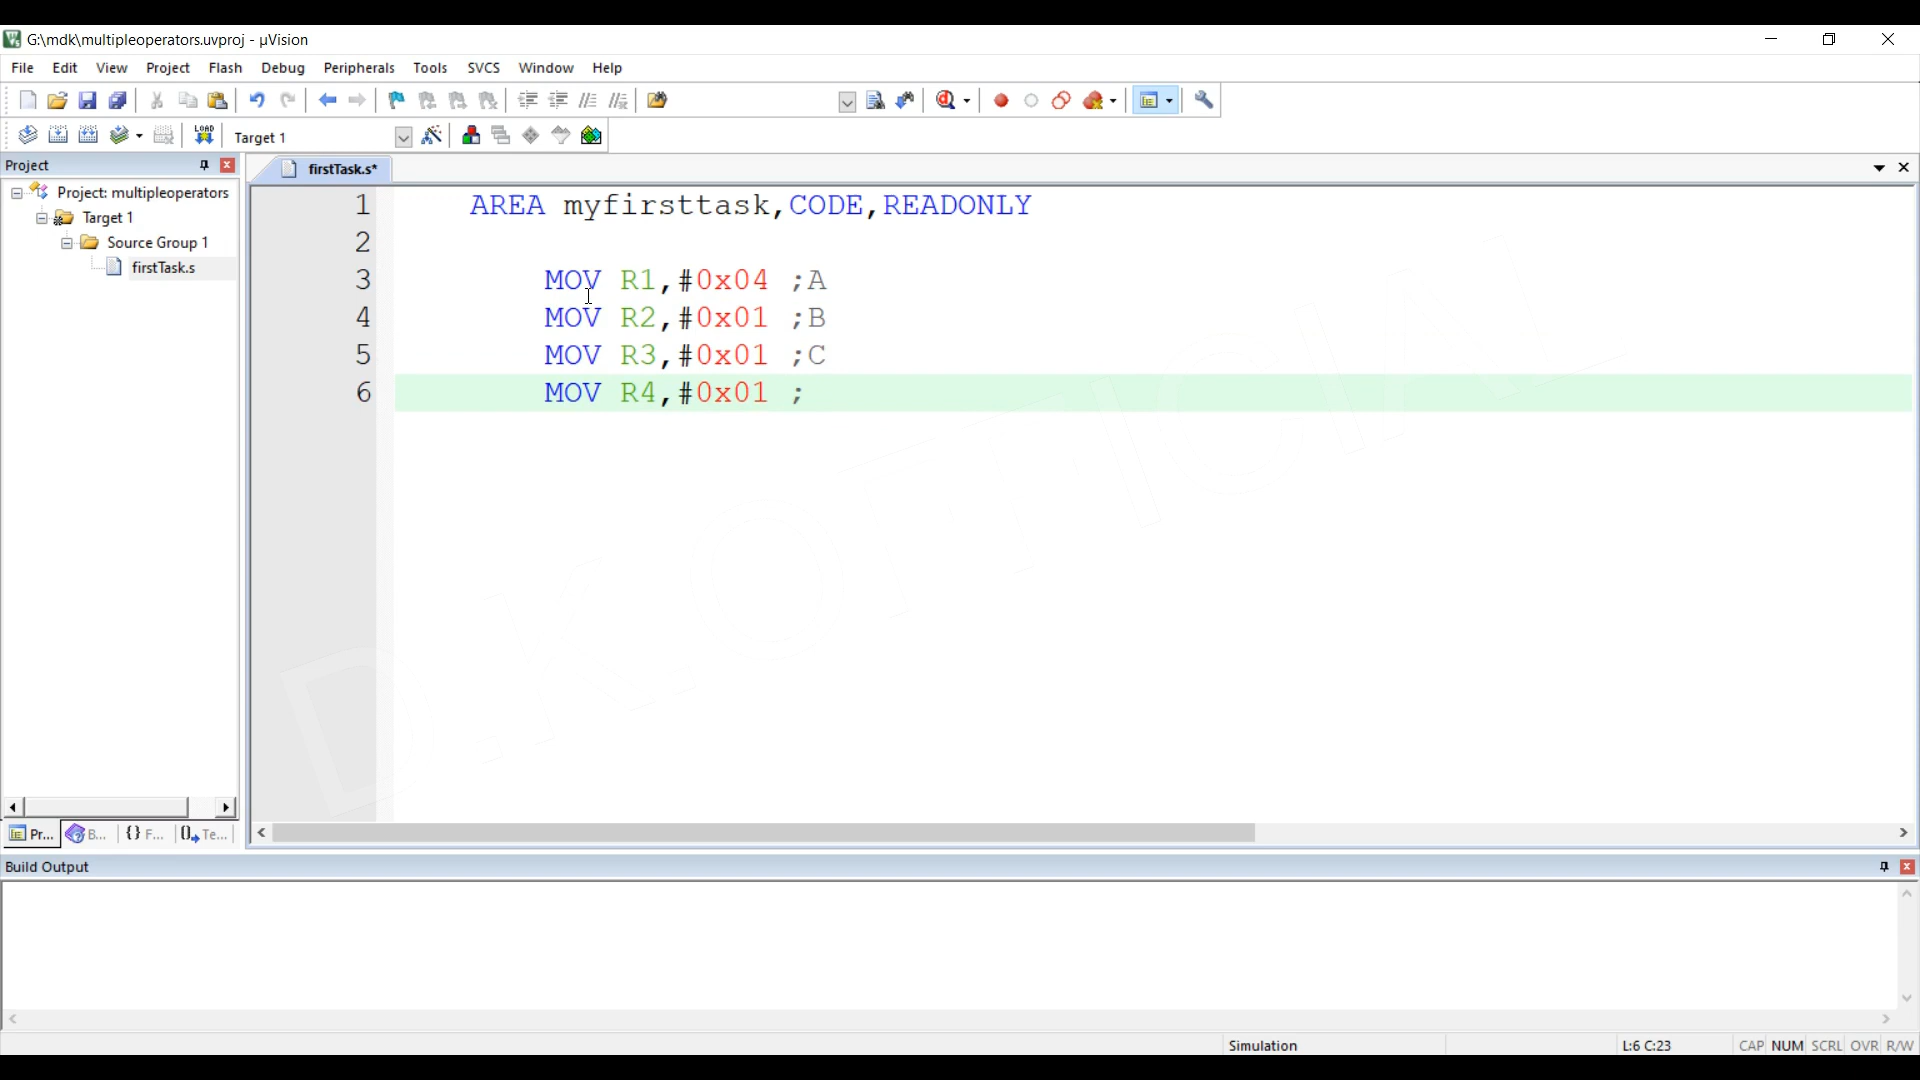 G:\mdk\multipleoperators.uvproj - µVision
File Edit View Project Flash Debug Peripherals Tools SVCS Window Help
LOAD Target 1
Project
firstTask.s*
Project: multipleoperators
Target 1
Source Group 1
firstTask.s
1 AREA myfirsttask,CODE,READONLY
2
3 MOV R1,#0x04 ;A
4 MOV R2,#0x01 ;B
5 MOV R3,#0x01 ;C
6 MOV R4,#0x01 ;
Pr... B... {} F... 0 Te...
Build Output
Simulation L:6 C:23 CAP NUM SCRL OVR R/W